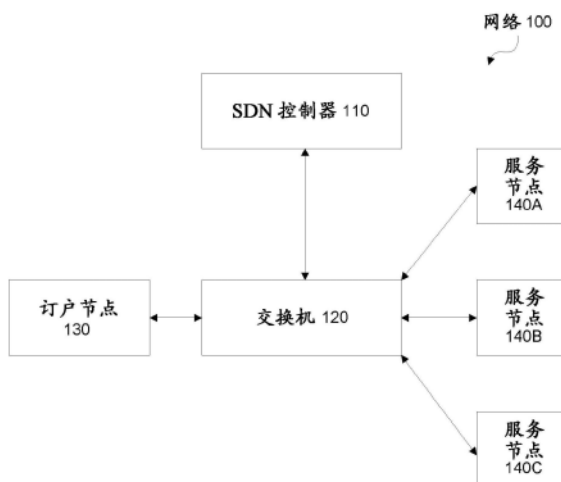 网络 100
SDN 控制器 110
服务
节点
140A
订户节点
130
交换机 120
服务
节点
140B
服务
节点
140C